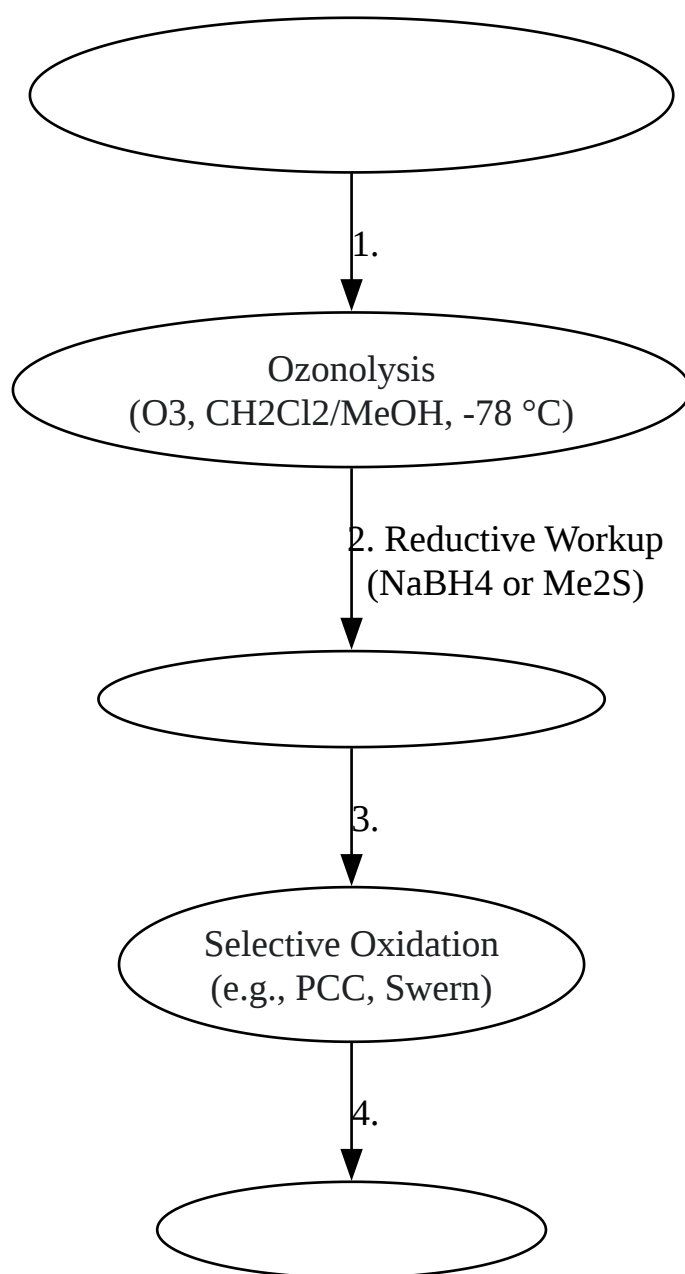 1.
Ozonolysis
(O3, CH2Cl2/MeOH, -78 °C)
2. Reductive Workup
(NaBH4 or Me2S)
3.
Selective Oxidation
(e.g., PCC, Swern)
4.